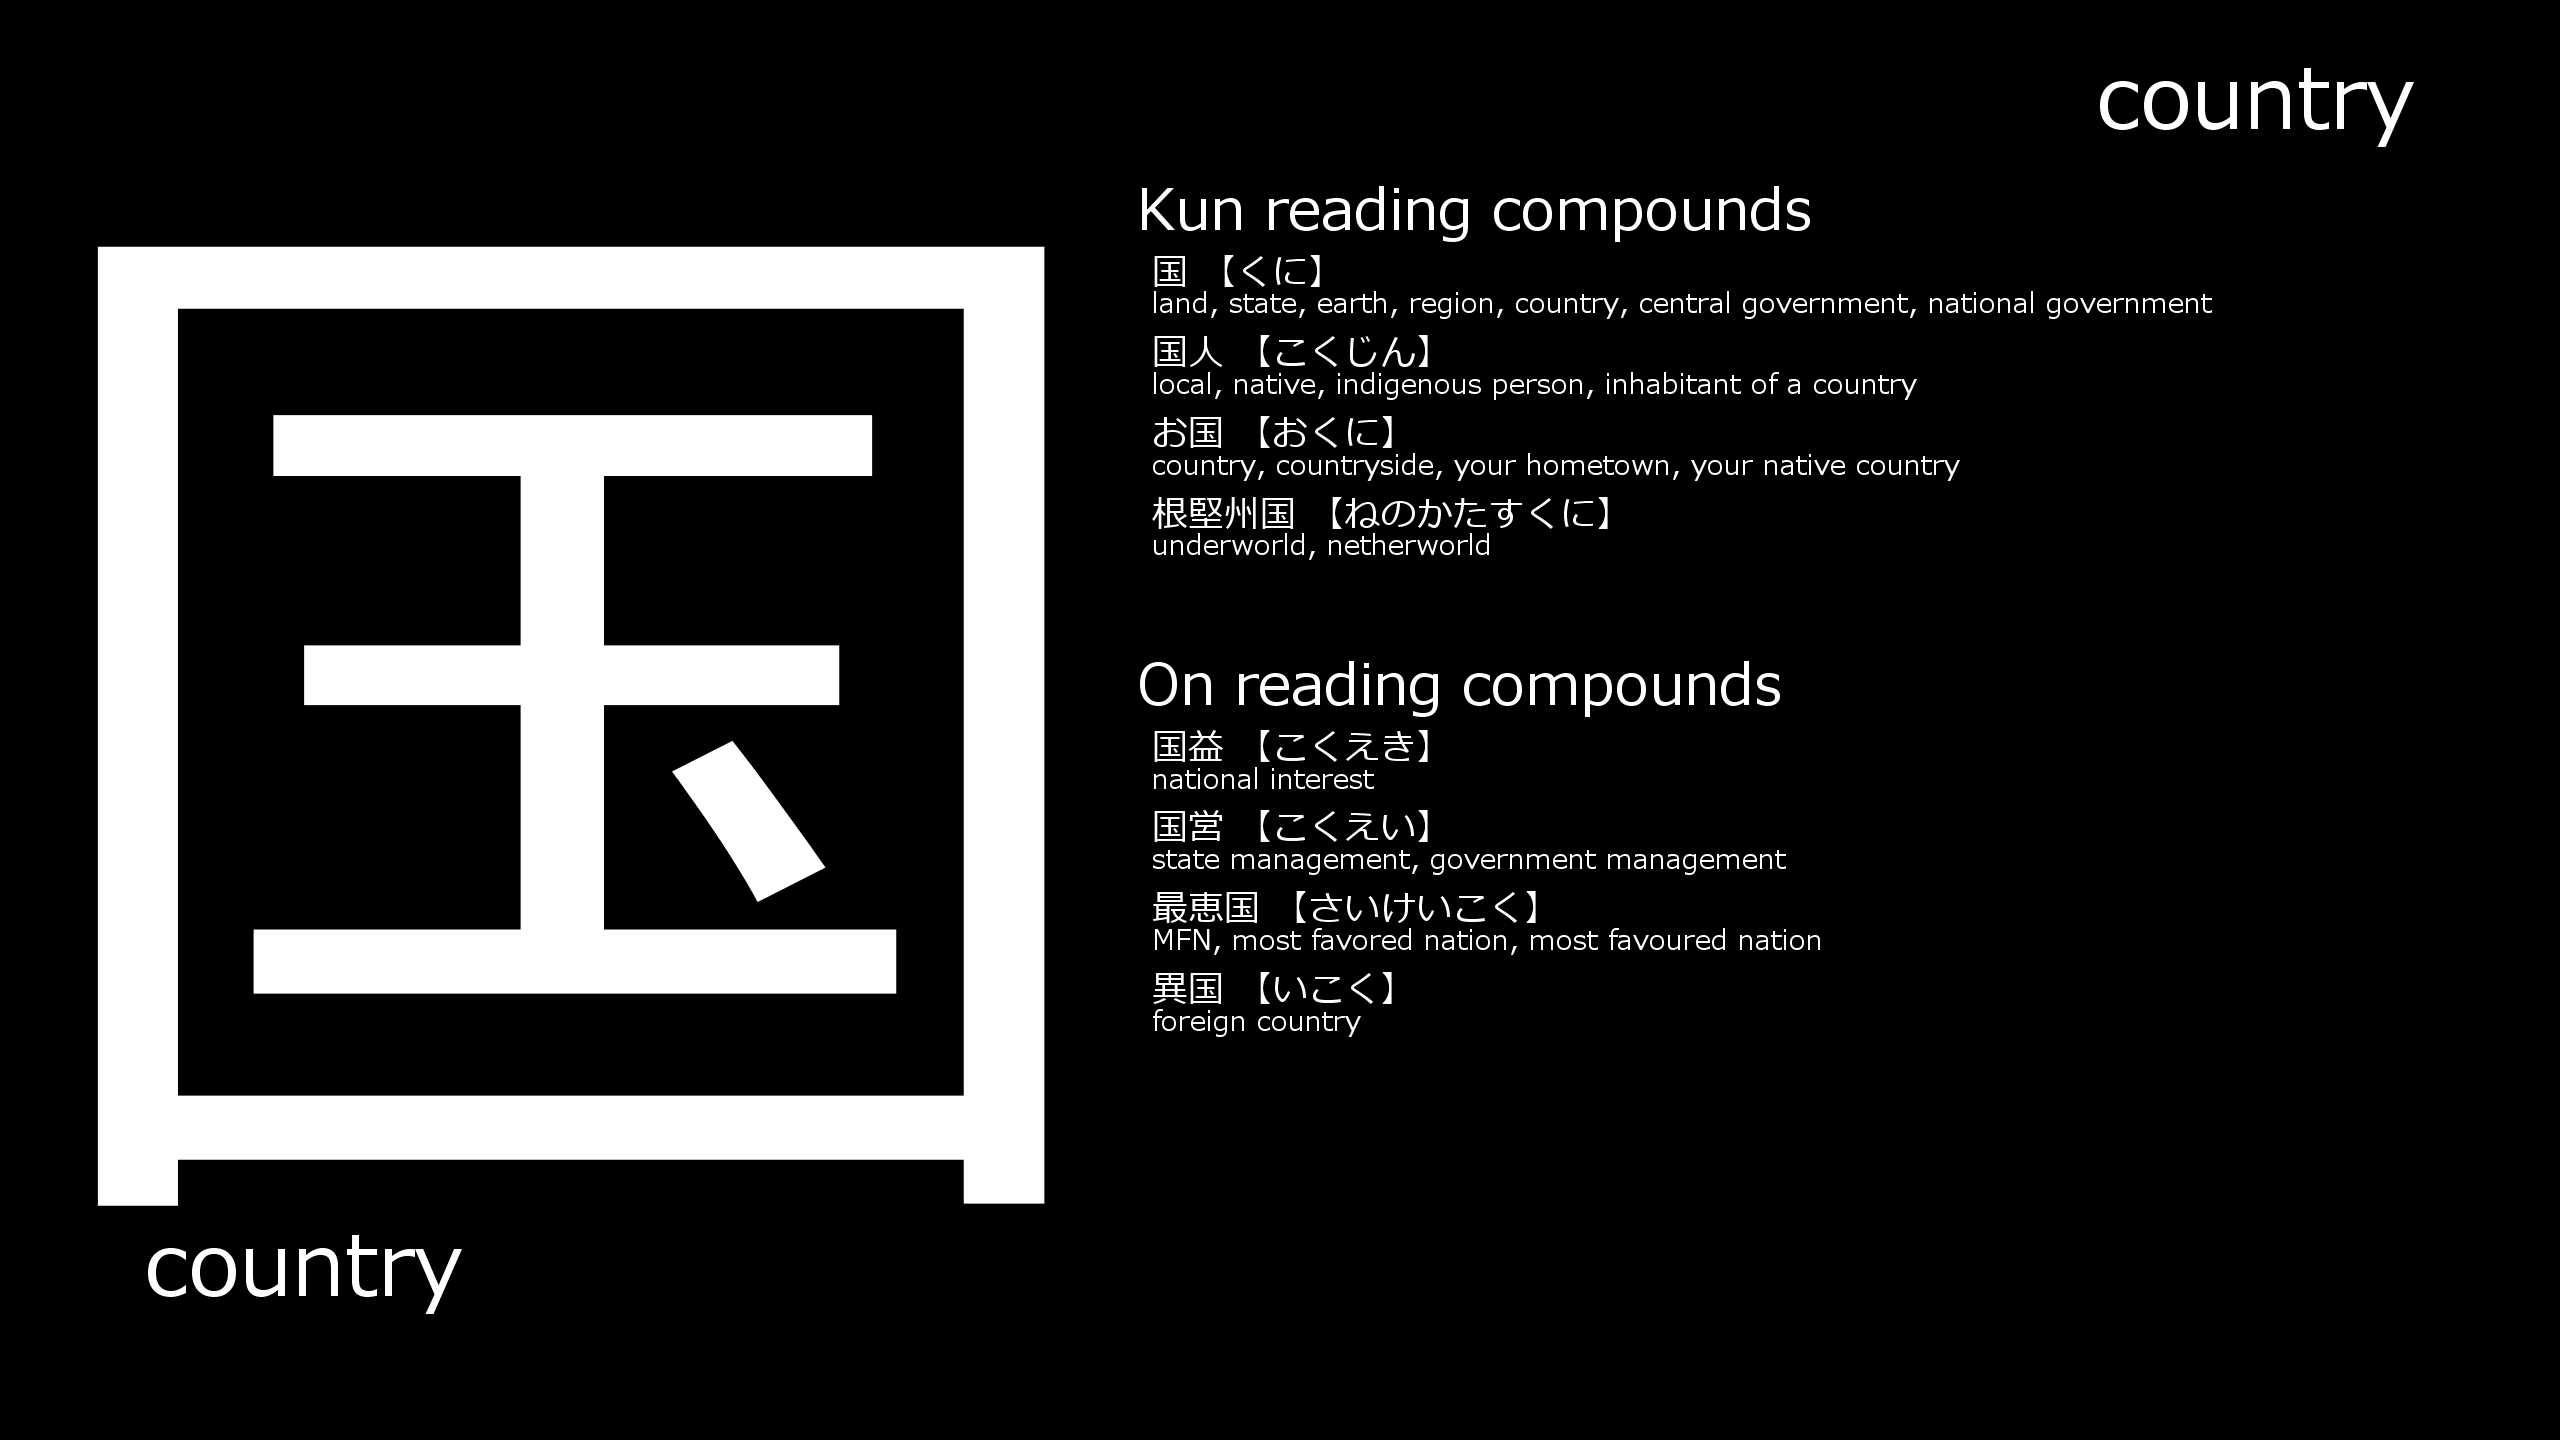 country
国
country
Kun reading compounds
国 【くに】
land, state, earth, region, country, central government, national government
国人 【こくじん】
local, native, indigenous person, inhabitant of a country
お国 【おくに】
country, countryside, your hometown, your native country
根堅州国 【ねのかたすくに】
underworld, netherworld
On reading compounds
国益 【こくえき】
national interest
国営 【こくえい】
state management, government management
最恵国 【さいけいこく】
MFN, most favored nation, most favoured nation
異国 【いこく】
foreign country